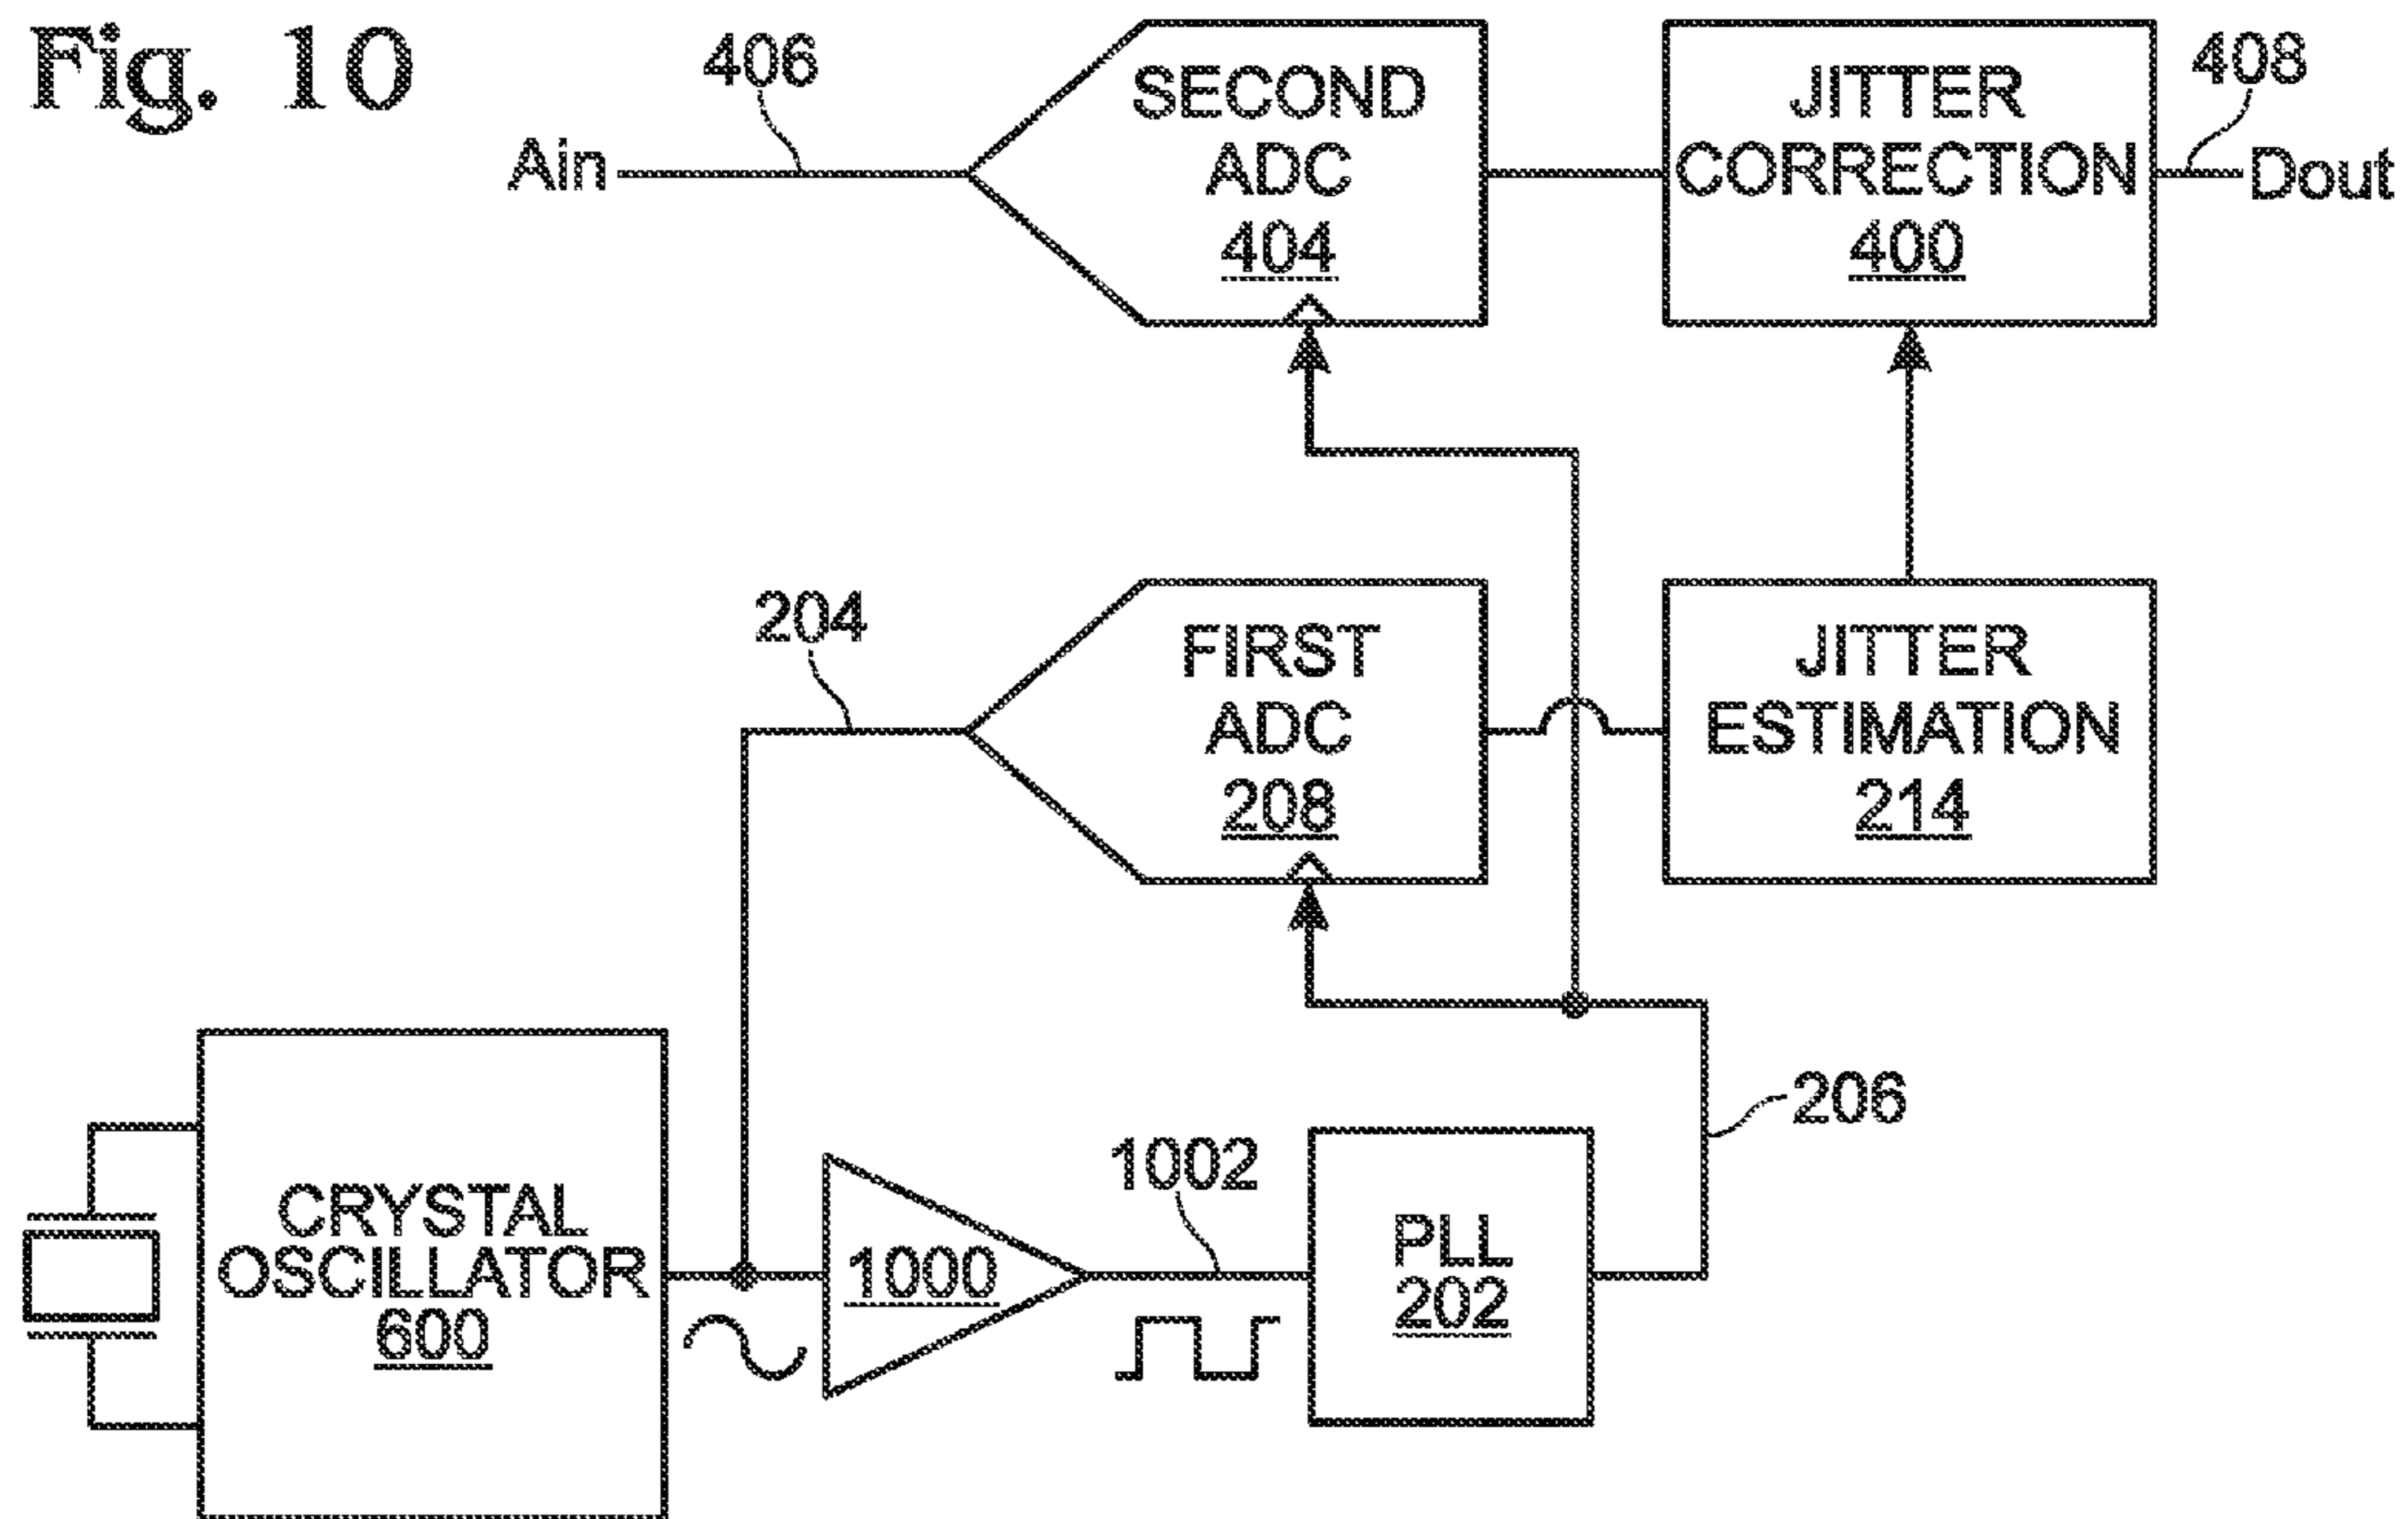 Fig. 10
406
Ain
SECOND
ADC
404
JITTER
CORRECTION
400
408
Dout
204
FIRST
ADC
208
JITTER
ESTIMATION
214
206
CRYSTAL
OSCILLATOR
600
1000
1002
PLL
202